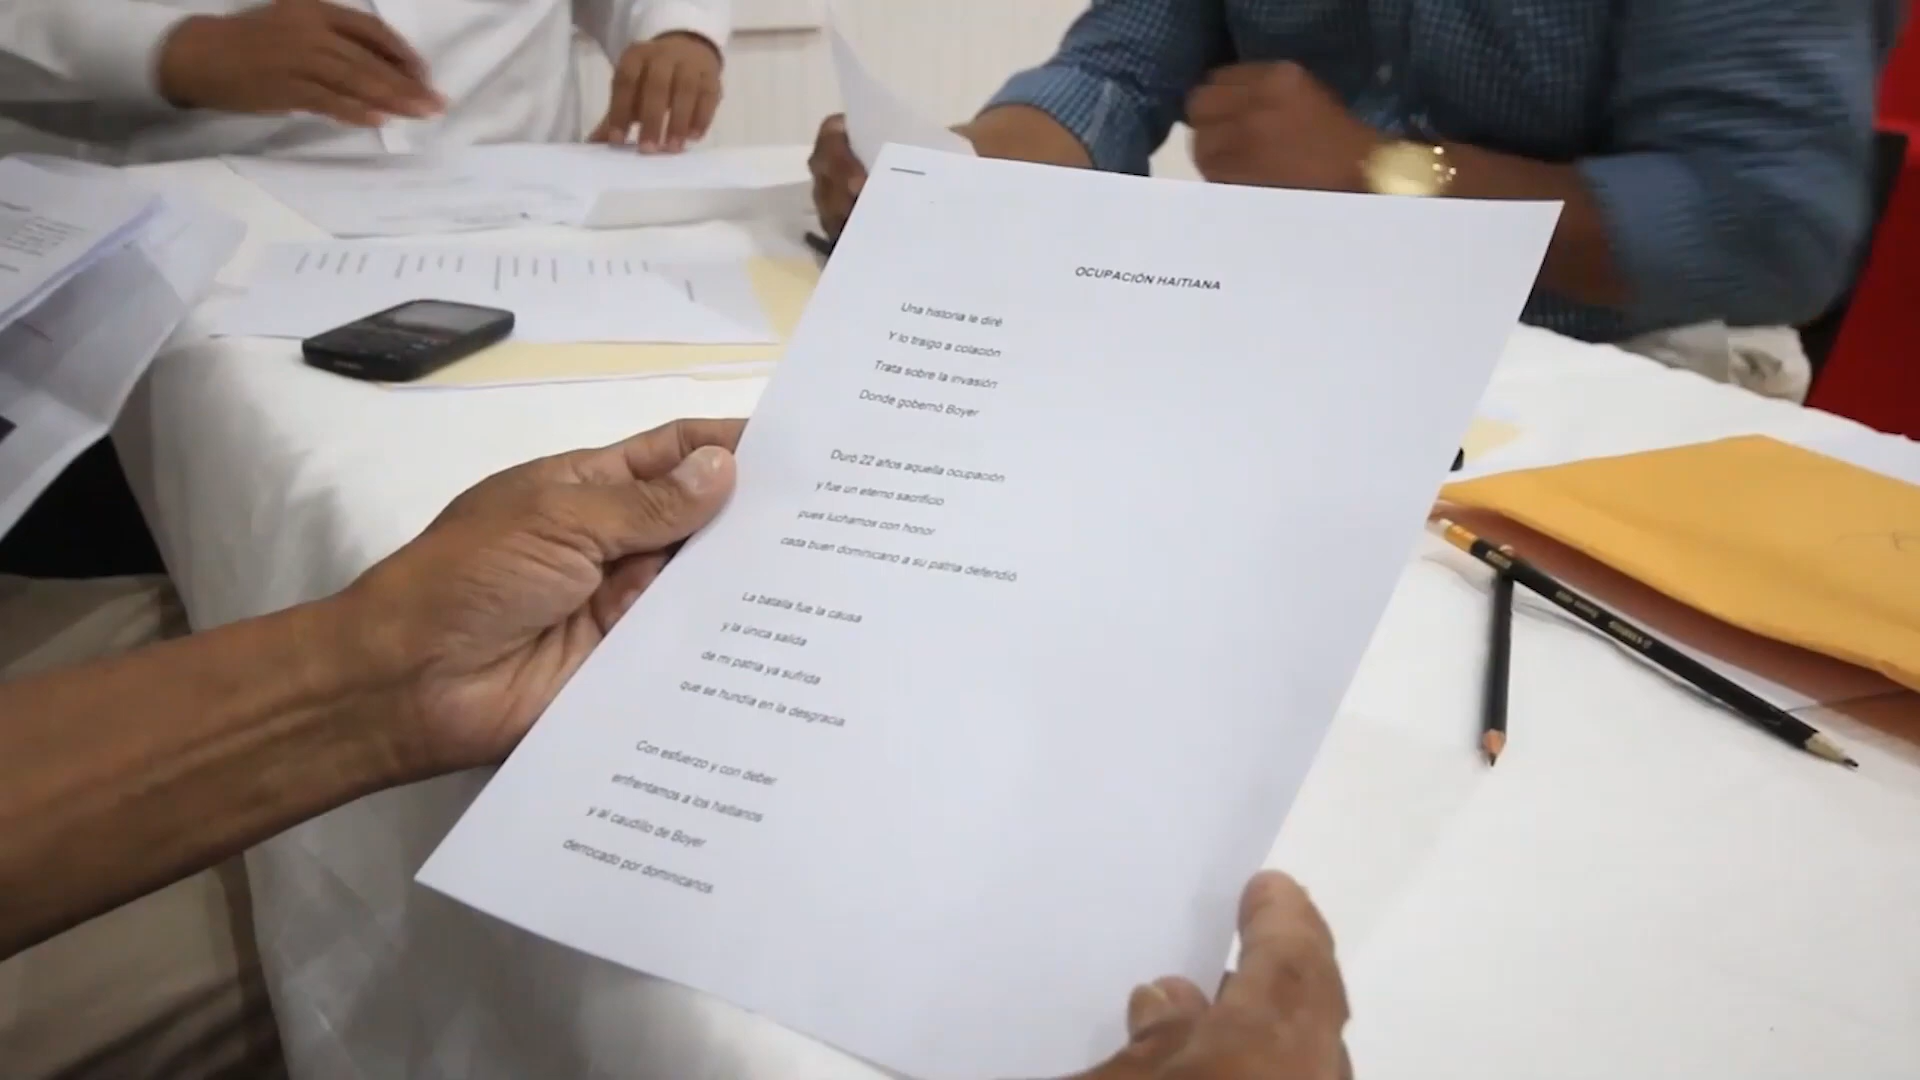 OCUPACIÓN HAITIANA
Una historia le diré
Y lo traigo a colación
Trata sobre la invasión
Donde gobernó Boyer
Duró 22 años aquella ocupación
y fue un eterno sacrificio
pues luchamos con honor
cada buen dominicano a su patria defendió
La batalla fue la causa
y la única salida
de mi patria ya sufrida
que se hundía en la desgracia
Con esfuerzo y con deber
enfrentamos a los haitianos
y al caudillo de Boyer
derrocado por dominicanos